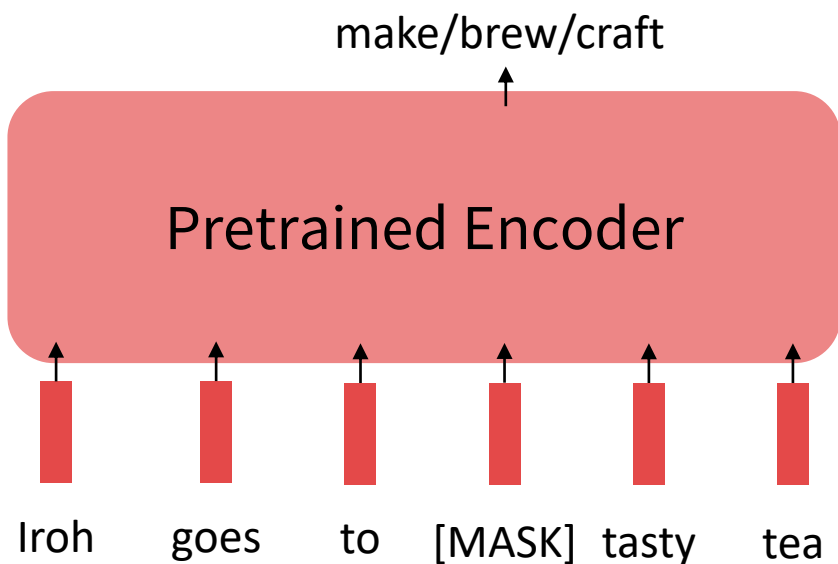 make/brew/craft
Pretrained Encoder
Iroh goes to [MASK] tasty tea